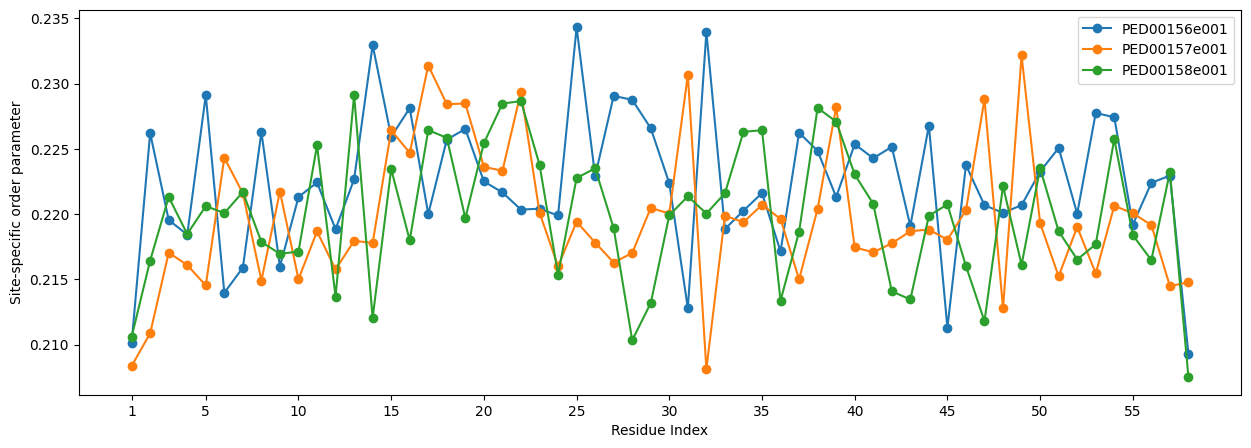 0.235
0.230
0.225
0.220
0.215
0.210
Site-specific order parameter
PED00156e001
PED00157e001
PED00158e001
1 5 10 15 20 25 30 35 40 45 50 55
Residue Index